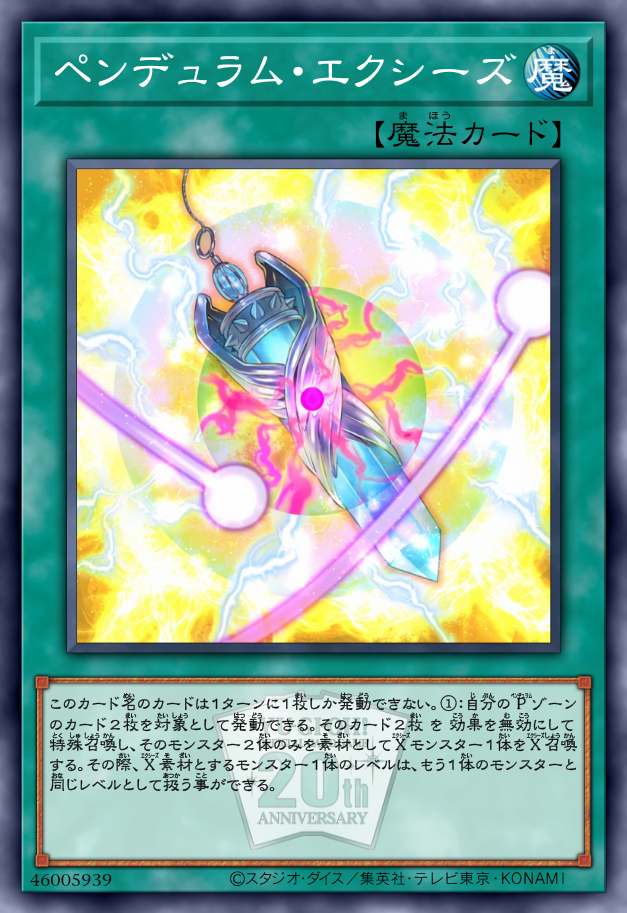 ペンデュラム・エクシーズ 魔
【魔法カード】
このカード名のカードは1ターンに1枚しか発動できない。①:自分のPゾーン
のカード2枚を対象として発動できる。そのカード2枚を効果を無効にして
特殊召喚し、そのモンスター2体のみを素材としてXモンスター1体をX召喚
する。その際、X素材とするモンスター1体のレベルは、もう1体のモンスターと
同じレベルとして扱う事ができる。
20th
ANNIVERSARY
46005939 ©スタジオ・ダイス／集英社・テレビ東京・KONAMI